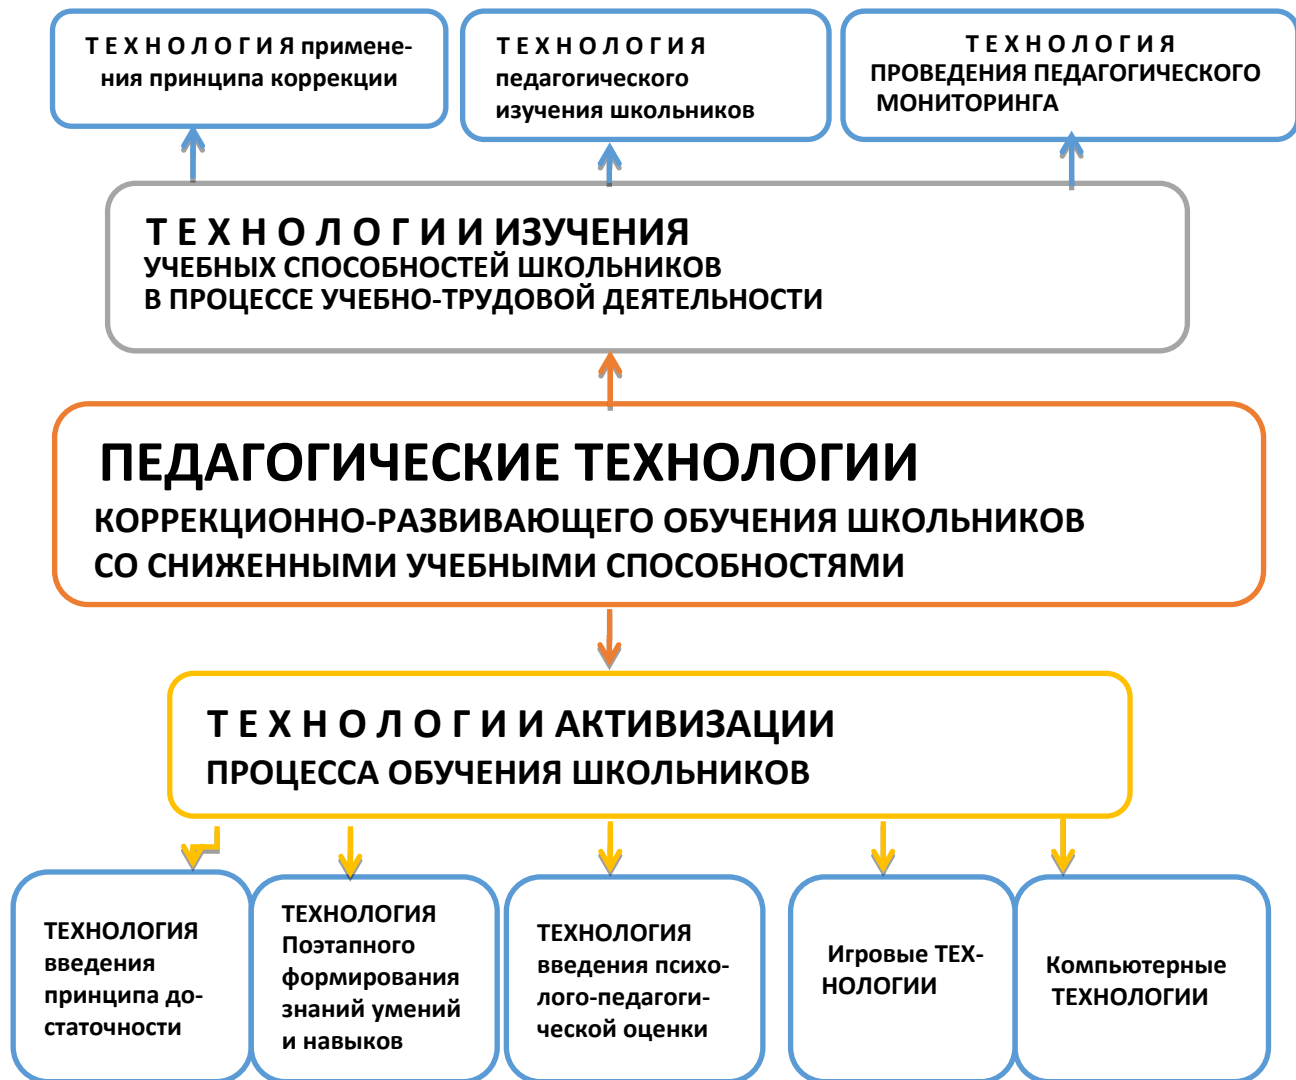 Т Е Х Н О Л О Г И Я примене-
ния принципа коррекции
Т Е Х Н О Л О Г И Я
педагогического
изучения школьников
Т Е Х Н О Л О Г И Я
ПРОВЕДЕНИЯ ПЕДАГОГИЧЕСКОГО
МОНИТОРИНГА
Т Е Х Н О Л О Г И И ИЗУЧЕНИЯ
УЧЕБНЫХ СПОСОБНОСТЕЙ ШКОЛЬНИКОВ
В ПРОЦЕССЕ УЧЕБНО-ТРУДОВОЙ ДЕЯТЕЛЬНОСТИ
ПЕДАГОГИЧЕСКИЕ ТЕХНОЛОГИИ
КОРРЕКЦИОННО-РАЗВИВАЮЩЕГО ОБУЧЕНИЯ ШКОЛЬНИКОВ
СО СНИЖЕННЫМИ УЧЕБНЫМИ СПОСОБНОСТЯМИ
Т Е Х Н О Л О Г И И АКТИВИЗАЦИИ
ПРОЦЕССА ОБУЧЕНИЯ ШКОЛЬНИКОВ
ТЕХНОЛОГИЯ
введения
принципа до-
статочности
ТЕХНОЛОГИЯ
Поэтапного
формирования
знаний умений
и навыков
ТЕХНОЛОГИЯ
введения психо-
лого-педагоги-
ческой оценки
Игровые ТЕХ-
НОЛОГИИ
Компьютерные
ТЕХНОЛОГИИ